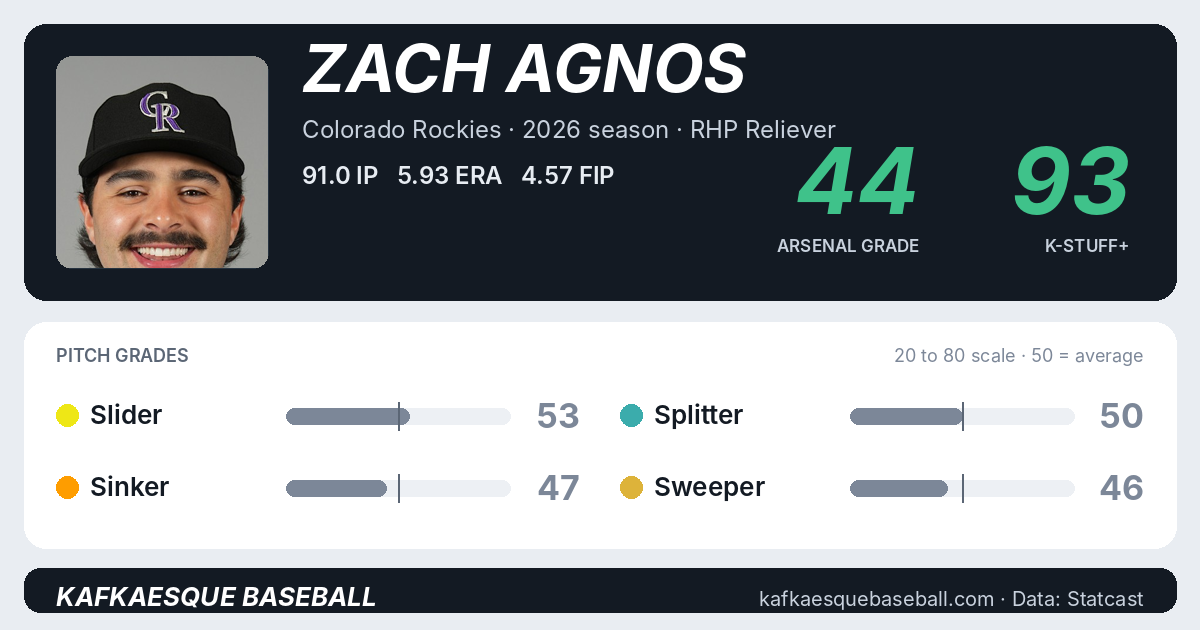 ZACH AGNOS
Colorado Rockies · 2026 season · RHP Reliever
91.0 IP 5.93 ERA 4.57 FIP
44 93
ARSENAL GRADE K-STUFF+
CR
PITCH GRADES 20 to 80 scale · 50 = average
Slider 53 Splitter 50
Sinker 47 Sweeper 46
KAFKAESQUE BASEBALL kafkaesquebaseball.com · Data: Statcast